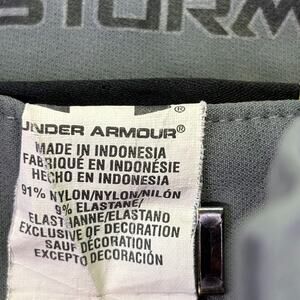 STORM
®
UNDER ARMOUR®
MADE IN INDONESIA
FABRIQUÉ EN INDONÉSIE
HECHO EN INDONESIA
91% NYLON/NYLON/NILÓN
9% ELASTANE/
ELASTHANNE/ELASTANO
EXCLUSIVE OF DECORATION
SAUF DÉCORATION
EXCEPTO DECORACIÓN